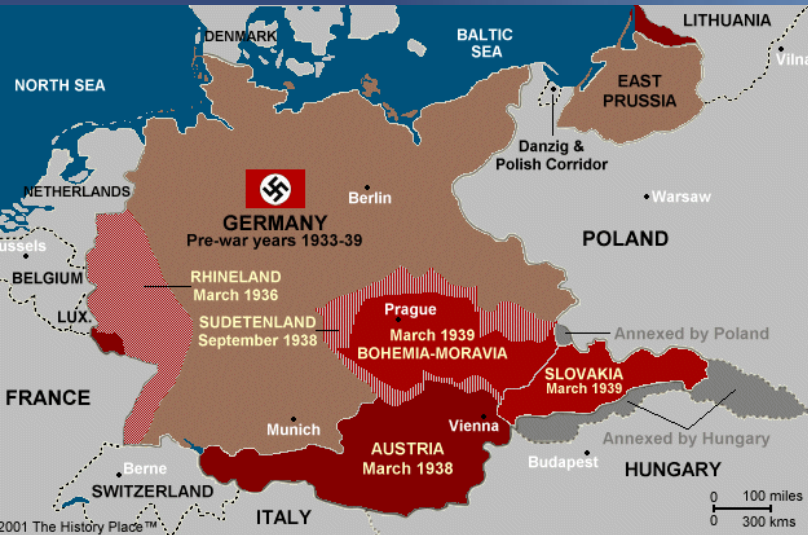 DENMARK
BALTIC
SEA
LITHUANIA
NORTH SEA
EAST
PRUSSIA
Danzig &
Polish Corridor
NETHERLANDS
Berlin
Warsaw
GERMANY
Pre-war years 1933-39
POLAND
BELGIUM
RHINELAND
March 1936
LUX.
SUDETENLAND
September 1938
Prague
March 1939
BOHEMIA-MORAVIA
Annexed by Poland
SLOVAKIA
March 1939
FRANCE
Munich
Vienna
Annexed by Hungary
AUSTRIA
March 1938
Budapest
HUNGARY
Berne
SWITZERLAND
ITALY
0 100 miles
0 300 kms
2001 The History Place™